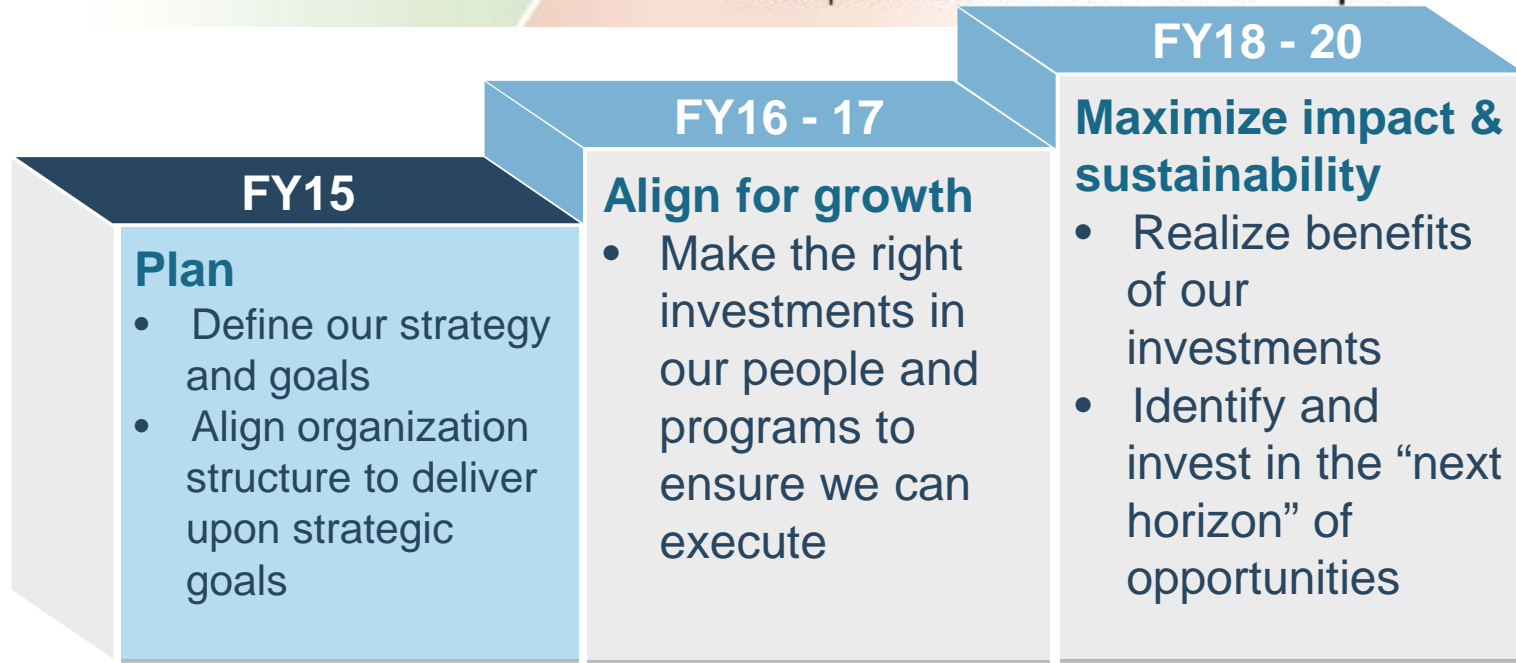 FY15
Plan
• Define our strategy
and goals
• Align organization
structure to deliver
upon strategic
goals
FY16 - 17
Align for growth
• Make the right
investments in
our people and
programs to
ensure we can
execute
FY18 - 20
Maximize impact &
sustainability
• Realize benefits
of our
investments
• Identify and
invest in the “next
horizon” of
opportunities